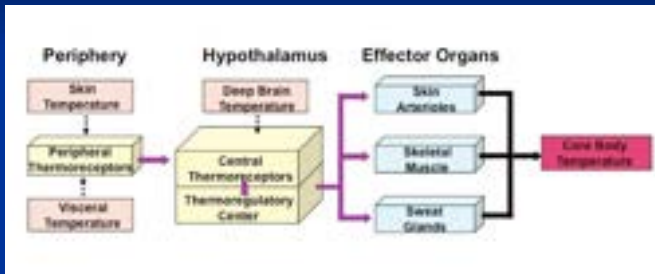 Periphery
Hypothalamus
Effector Organs
Skin
Temperature
Deep Brain
Temperature
Skin
Arterioles
Peripheral
Thermoreceptors
Central
Thermoreceptors
Skeletal
Muscle
Core Body
Temperature
Thermoregulatory
Center
Visceral
Temperature
Sweat
Glands